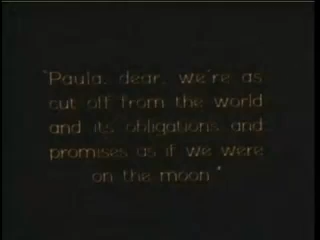 "Paula, dear, we're as
cut off from the world
and its obligations and
promises as if we were
on the moon"